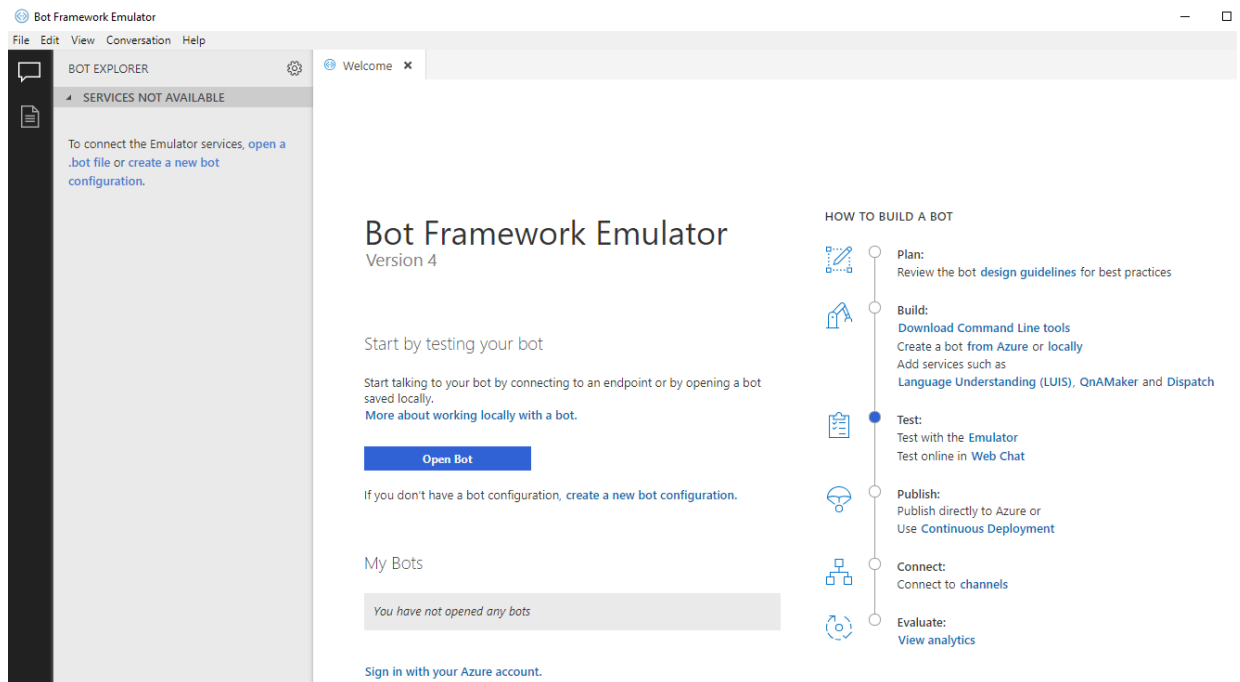 Bot Framework Emulator
File Edit View Conversation Help
BOT EXPLORER
SERVICES NOT AVAILABLE
To connect the Emulator services, open a
.bot file or create a new bot
configuration.
Welcome
Bot Framework Emulator
Version 4
Start by testing your bot
Start talking to your bot by connecting to an endpoint or by opening a bot
saved locally.
More about working locally with a bot.
Open Bot
If you don't have a bot configuration, create a new bot configuration.
My Bots
You have not opened any bots
Sign in with your Azure account.
HOW TO BUILD A BOT
Plan:
Review the bot design guidelines for best practices
Build:
Download Command Line tools
Create a bot from Azure or locally
Add services such as
Language Understanding (LUIS), QnAMaker and Dispatch
Test:
Test with the Emulator
Test online in Web Chat
Publish:
Publish directly to Azure or
Use Continuous Deployment
Connect:
Connect to channels
Evaluate:
View analytics